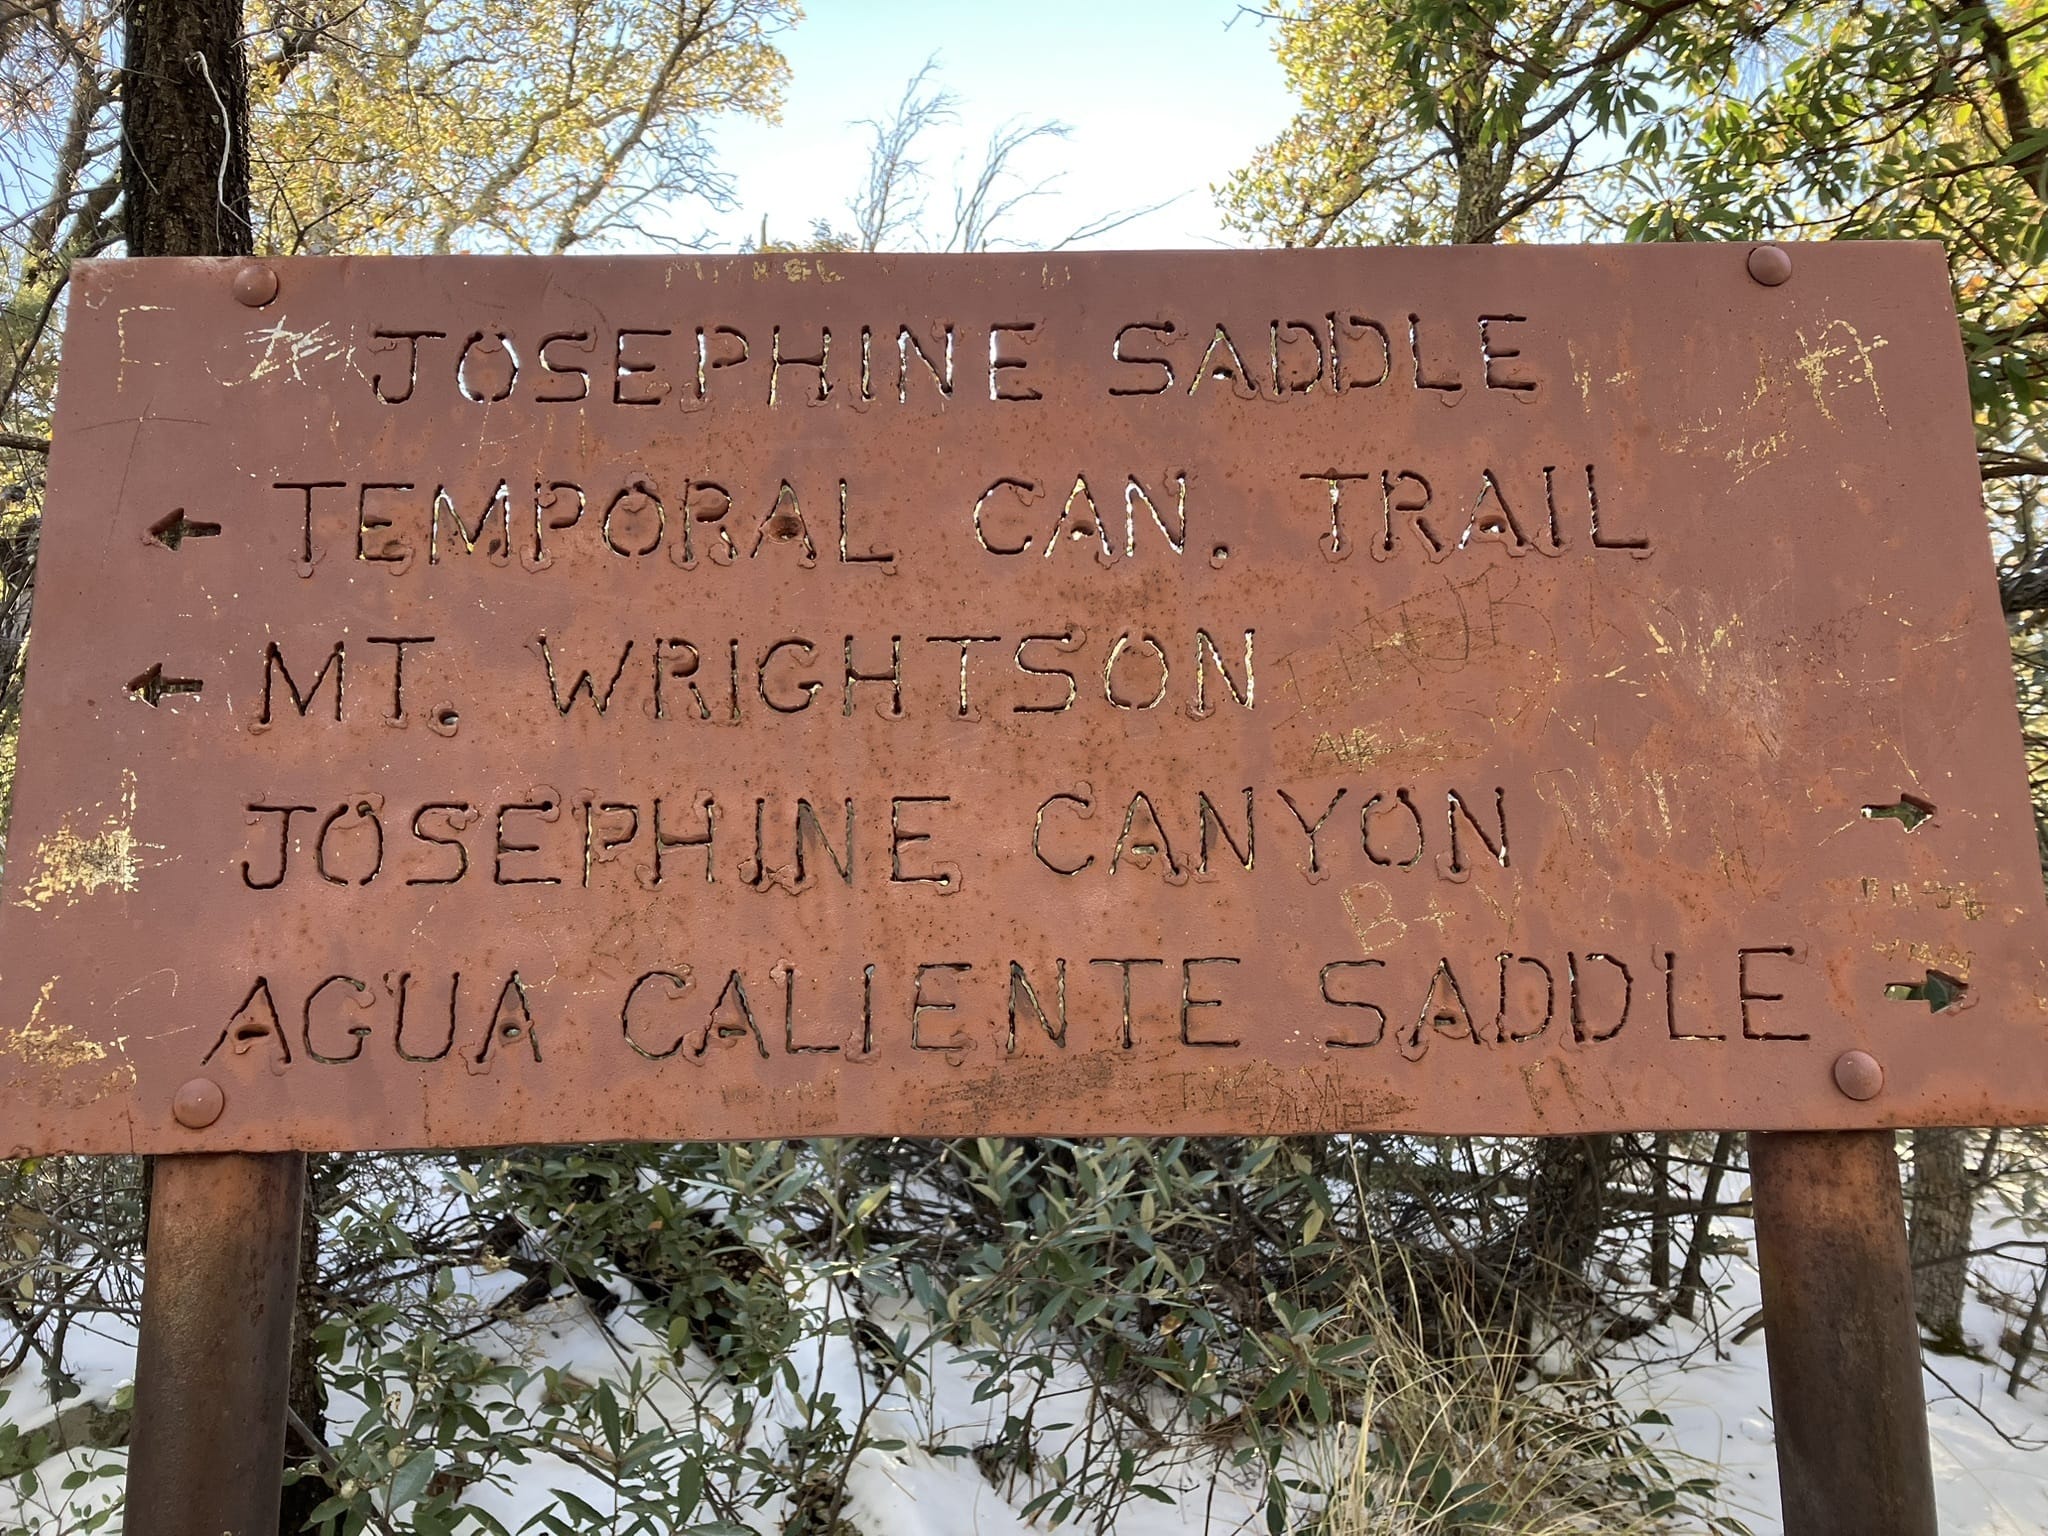 JOSEPHINE SADDLE
← TEMPORAL CAN. TRAIL
← MT. WRIGHTSON
JOSEPHINE CANYON →
B+Y
AGUA CALIENTE SADDLE →